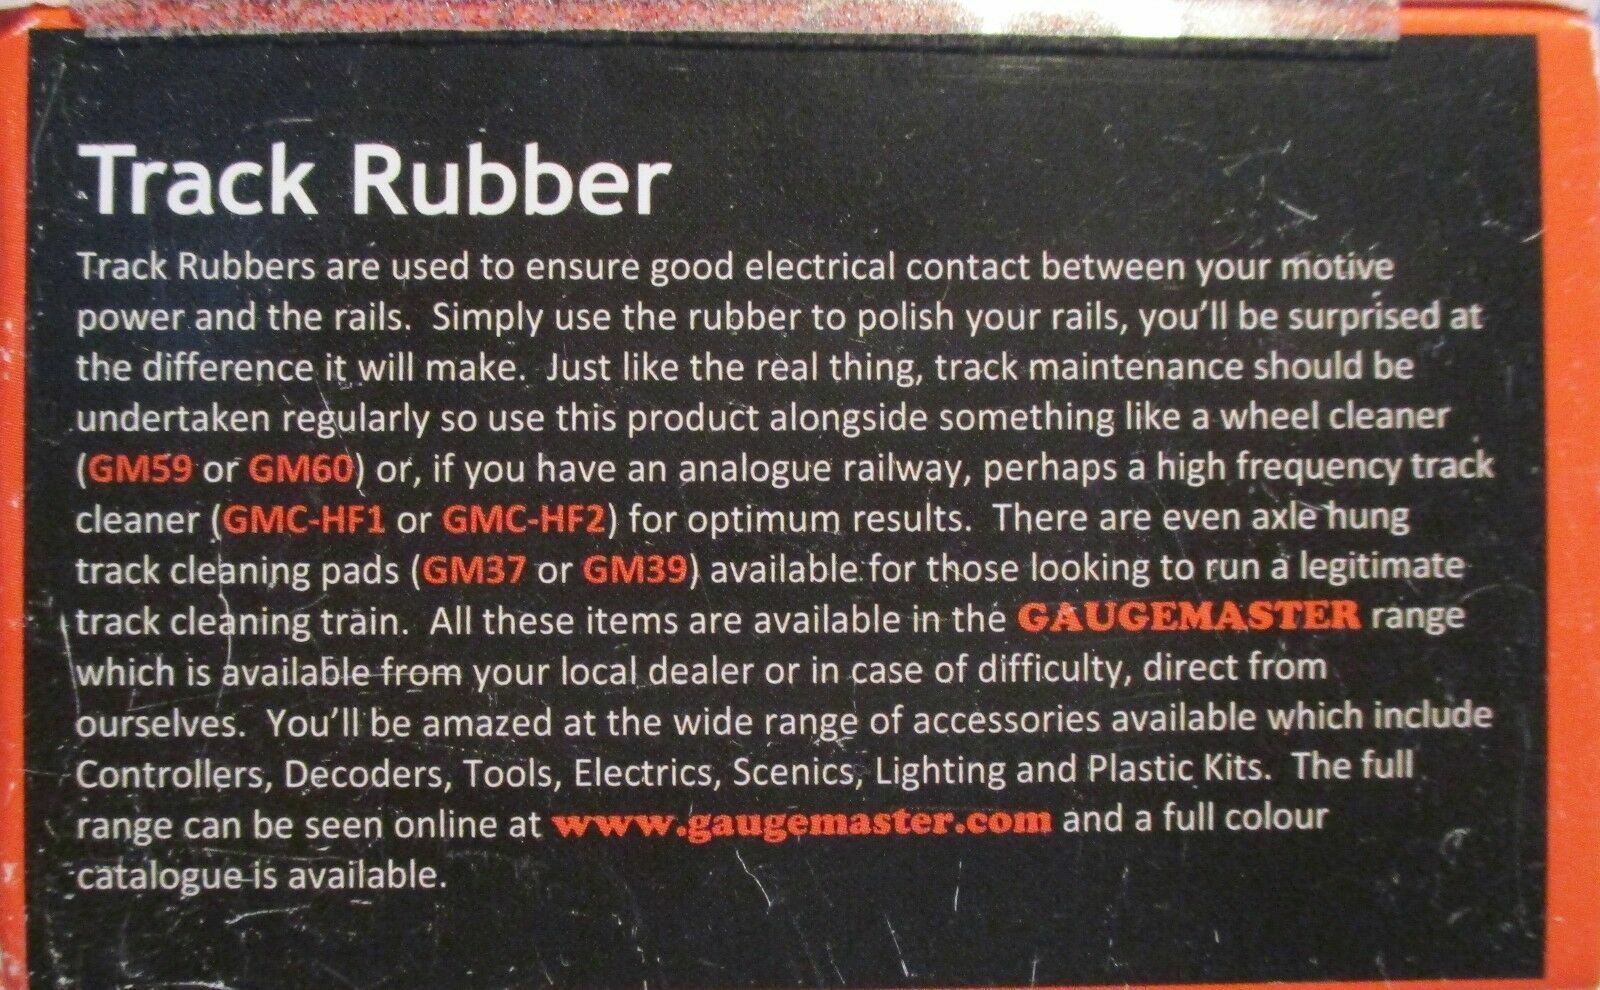 Track Rubber
Track Rubbers are used to ensure good electrical contact between your motive
power and the rails.  Simply use the rubber to polish your rails, you'll be surprised at
the difference it will make.  Just like the real thing, track maintenance should be
undertaken regularly so use this product alongside something like a wheel cleaner
(GM59 or GM60) or, if you have an analogue railway, perhaps a high frequency track
cleaner (GMC-HF1 or GMC-HF2) for optimum results.  There are even axle hung
track cleaning pads (GM37 or GM39) available for those looking to run a legitimate
track cleaning train.  All these items are available in the GAUGEMASTER range
which is available from your local dealer or in case of difficulty, direct from
ourselves.  You'll be amazed at the wide range of accessories available which include
Controllers, Decoders, Tools, Electrics, Scenics, Lighting and Plastic Kits.  The full
range can be seen online at www.gaugemaster.com and a full colour
catalogue is available.